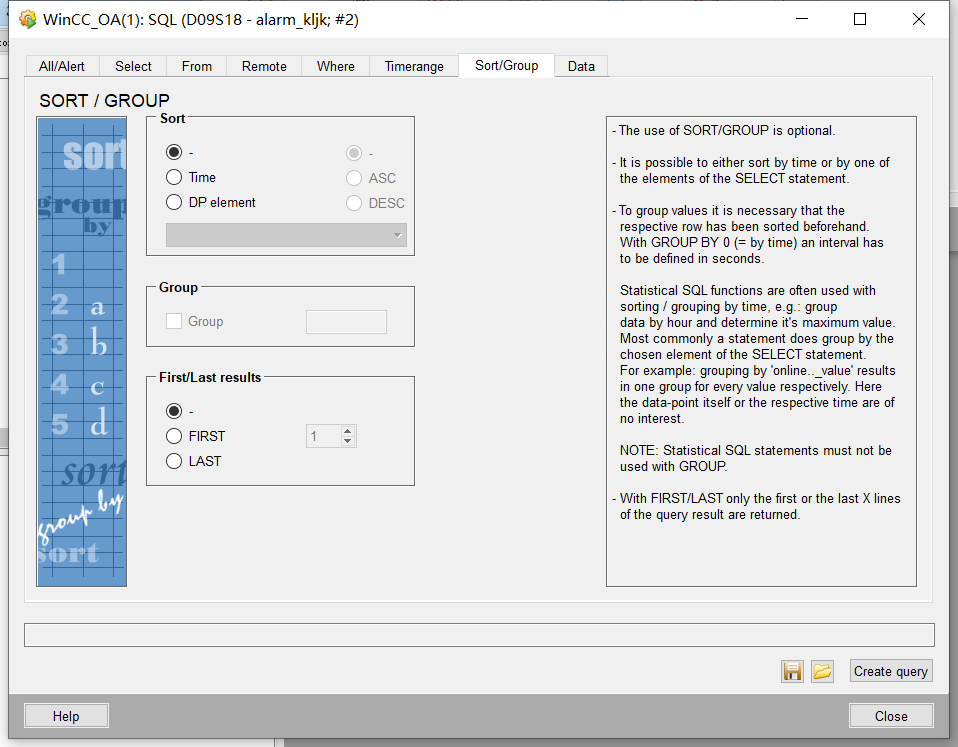 WinCC_OA(1): SQL (D09S18 - alarm_kljk; #2)
All/Alert
Select
From
Remote
Where
Timerange
Sort/Group
Data
SORT / GROUP
sort
group
by
1
2 a
3 b
4 c
5 d
sort
group by
sort
Sort
-
Time
DP element
-
ASC
DESC
Group
Group
First/Last results
-
FIRST
LAST
1
- The use of SORT/GROUP is optional.
- It is possible to either sort by time or by one of
the elements of the SELECT statement.
- To group values it is necessary that the
respective row has been sorted beforehand.
With GROUP BY 0 (= by time) an interval has
to be defined in seconds.
Statistical SQL functions are often used with
sorting / grouping by time, e.g.: group
data by hour and determine it's maximum value.
Most commonly a statement does group by the
chosen element of the SELECT statement.
For example: grouping by 'online.._value' results
in one group for every value respectively. Here
the data-point itself or the respective time are of
no interest.
NOTE: Statistical SQL statements must not be
used with GROUP.
- With FIRST/LAST only the first or the last X lines
of the query result are returned.
Create query
Help
Close